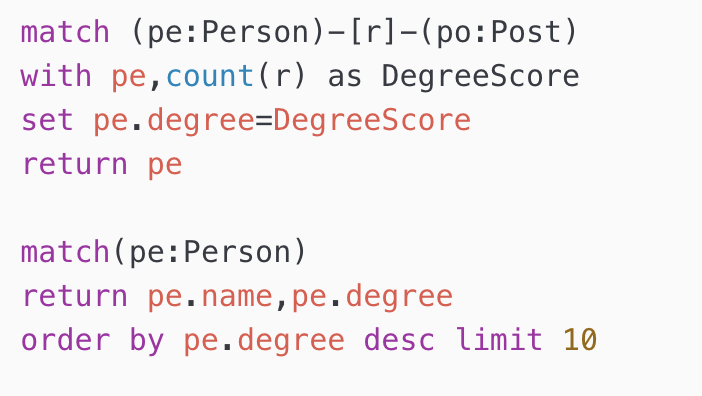 match (pe:Person)-[r]-(po:Post)
with pe,count(r) as DegreeScore
set pe.degree=DegreeScore
return pe

match(pe:Person)
return pe.name,pe.degree
order by pe.degree desc limit 10